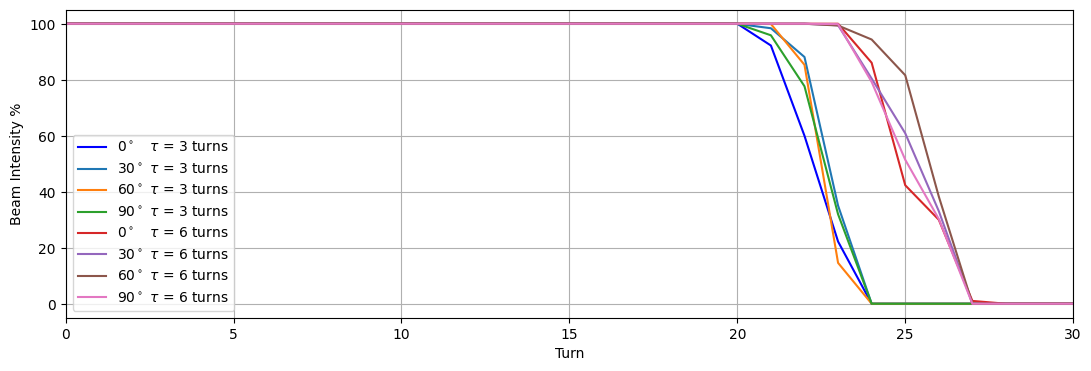 100
80
60
40
20
0
Beam Intensity %
0° τ = 3 turns
30° τ = 3 turns
60° τ = 3 turns
90° τ = 3 turns
0° τ = 6 turns
30° τ = 6 turns
60° τ = 6 turns
90° τ = 6 turns
0 5 10 15 20 25 30
Turn